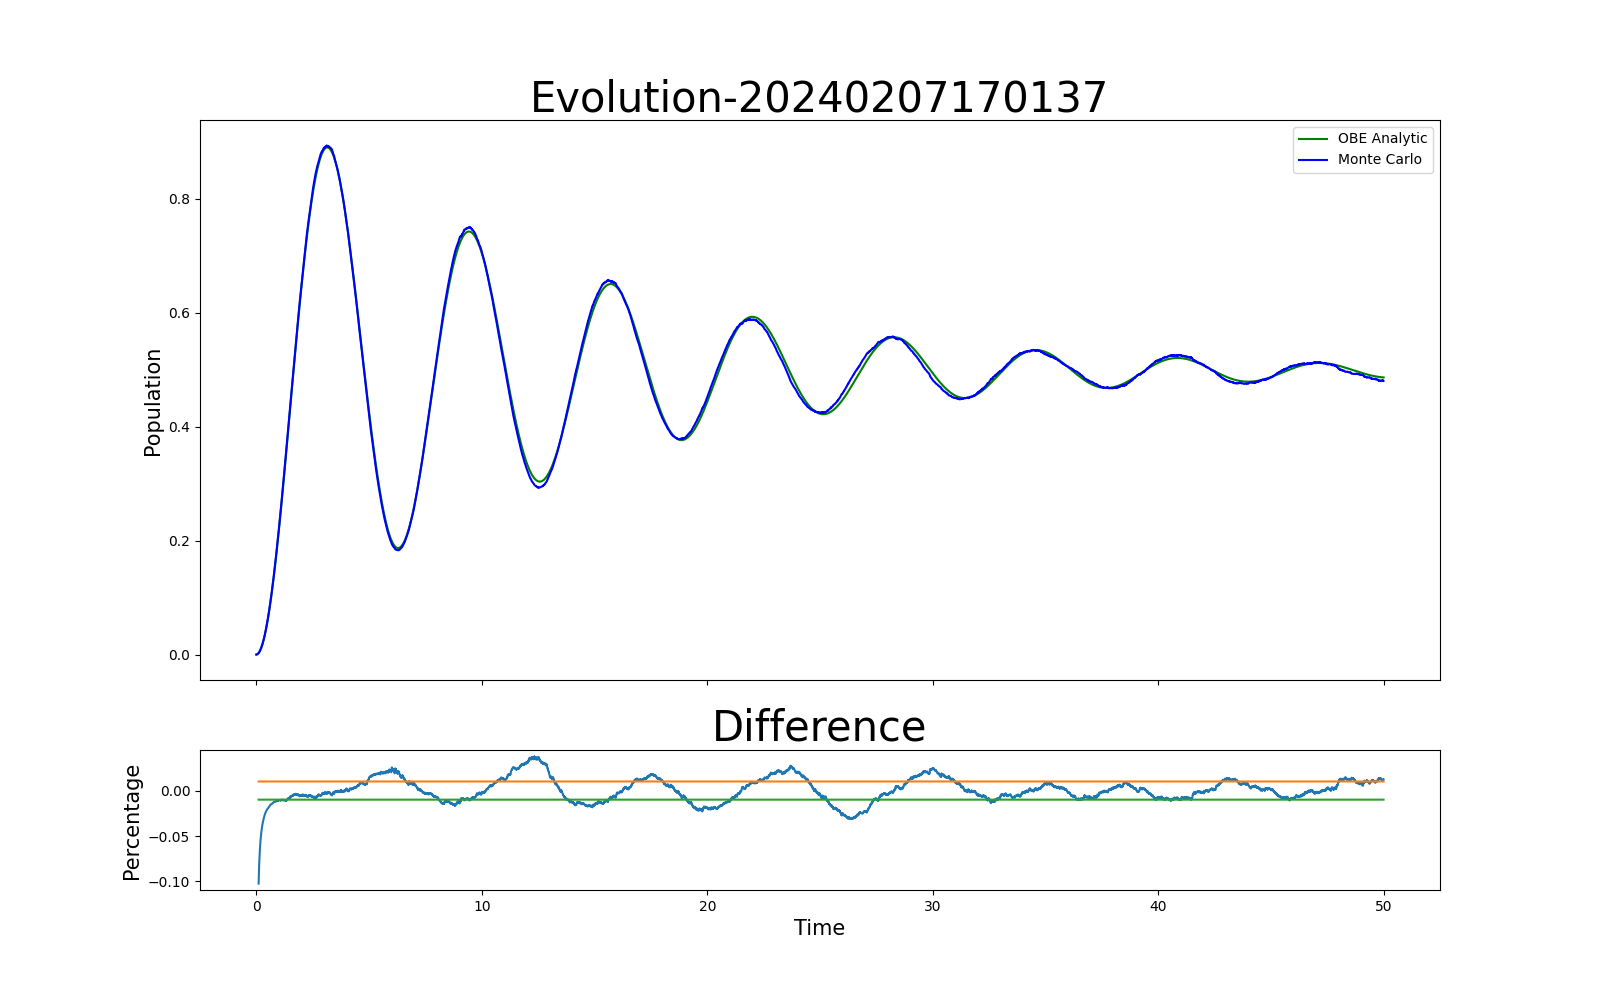 Evolution-20240207170137
OBE Analytic
Monte Carlo
Population
0.8
0.6
0.4
0.2
0.0
Difference
Percentage
0.00
−0.05
−0.10
0 10 20 30 40 50
Time